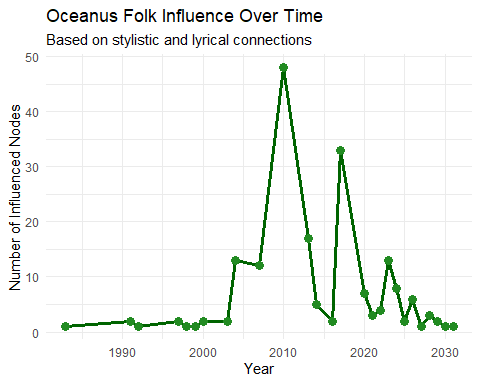 Oceanus Folk Influence Over Time
Based on stylistic and lyrical connections
Number of Influenced Nodes
50
40
30
20
10
0
1990 2000 2010 2020 2030
Year